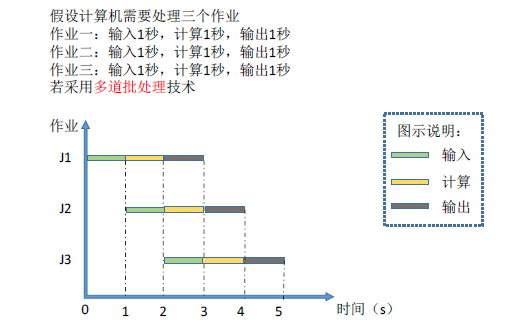 假设计算机需要处理三个作业
作业一：输入1秒，计算1秒，输出1秒
作业二：输入1秒，计算1秒，输出1秒
作业三：输入1秒，计算1秒，输出1秒
若采用多道批处理技术
作业
图示说明：
输入
计算
输出
J1
J2
J3
0 1 2 3 4 5 时间（s）